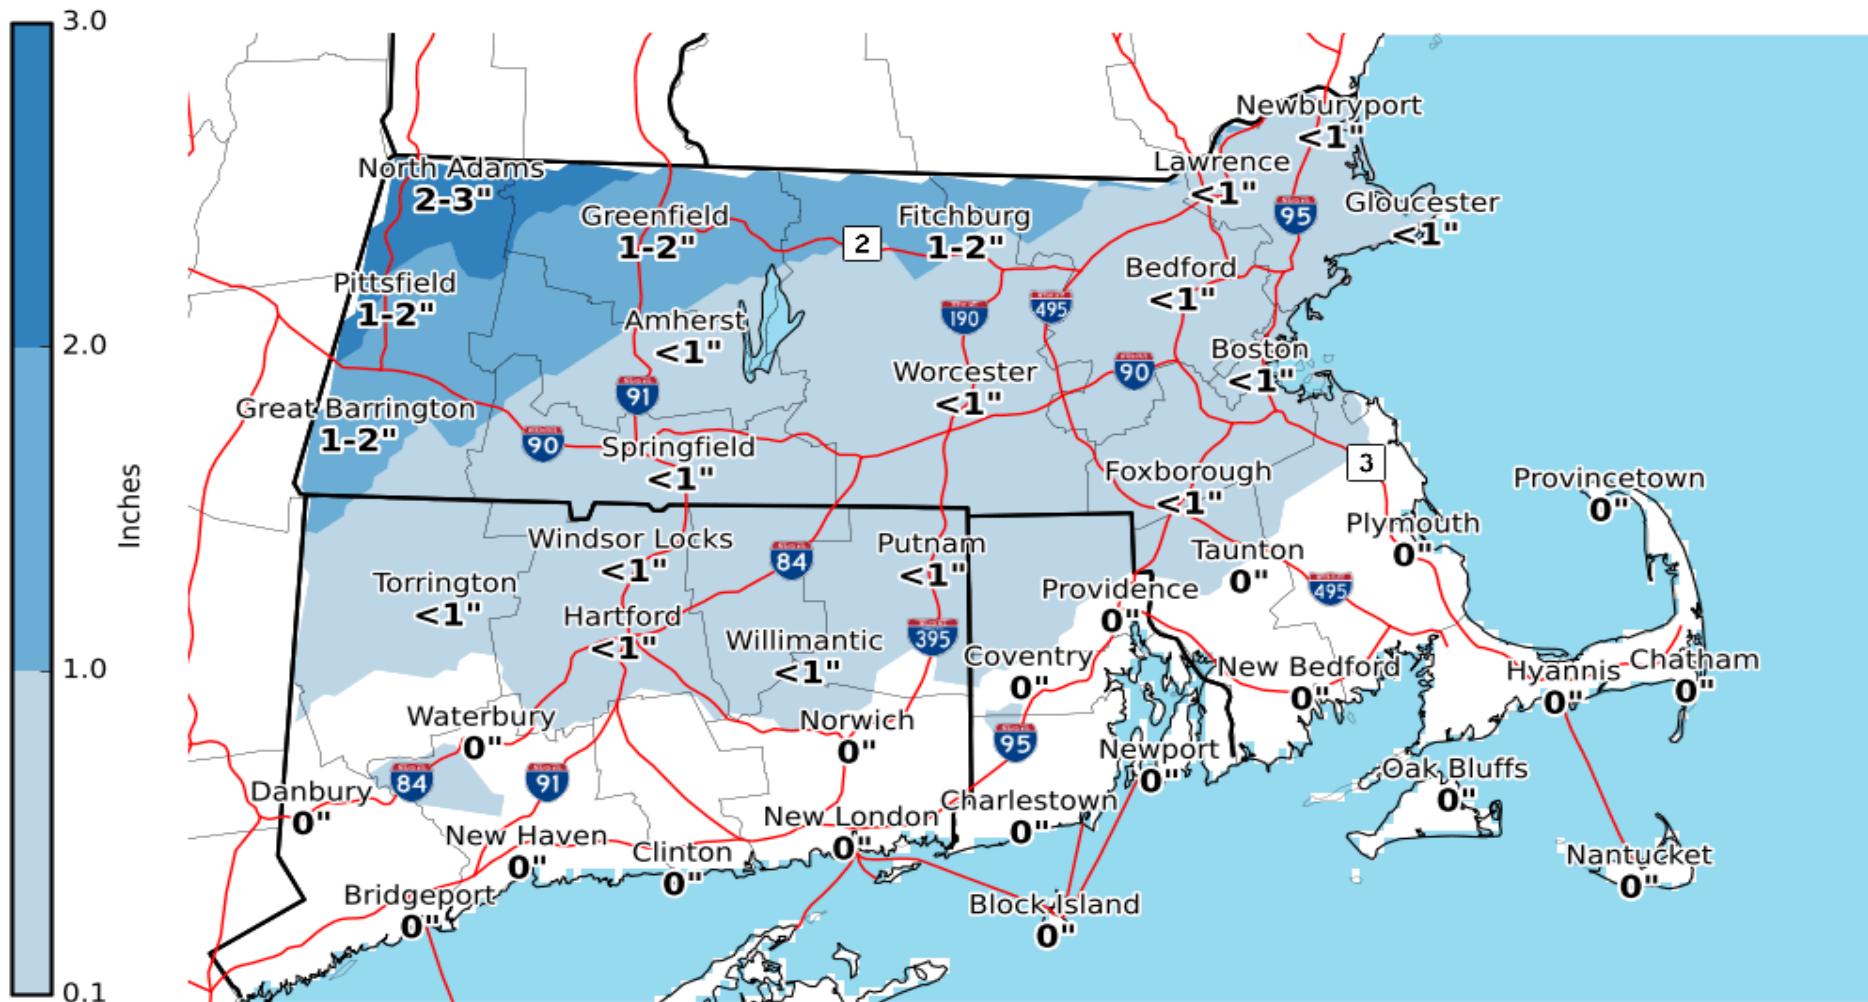 3.0
2.0
1.0
0.1
Inches
Newburyport
<1"
North Adams
2-3"
Lawrence
<1"
Greenfield
1-2"
2
Fitchburg
1-2"
95
Gloucester
<1"
Pittsfield
1-2"
Bedford
<1"
Amherst
<1"
190
495
Boston
<1"
Worcester
<1"
90
91
Great Barrington
1-2"
90
Springfield
<1"
3
Foxborough
<1"
Provincetown
0"
Plymouth
0"
Windsor Locks
<1"
84
Putnam
<1"
Taunton
0"
495
Torrington
<1"
Providence
0"
Hartford
<1"
Willimantic
<1"
395
Coventry
0"
New Bedford
0"
Hyannis
0"
Chatham
0"
Waterbury
0"
Norwich
0"
95
Newport
0"
Oak Bluffs
0"
84
91
Danbury
0"
Charlestown
0"
New London
0"
New Haven
0"
Clinton
0"
Nantucket
0"
Bridgeport
0"
Block Island
0"